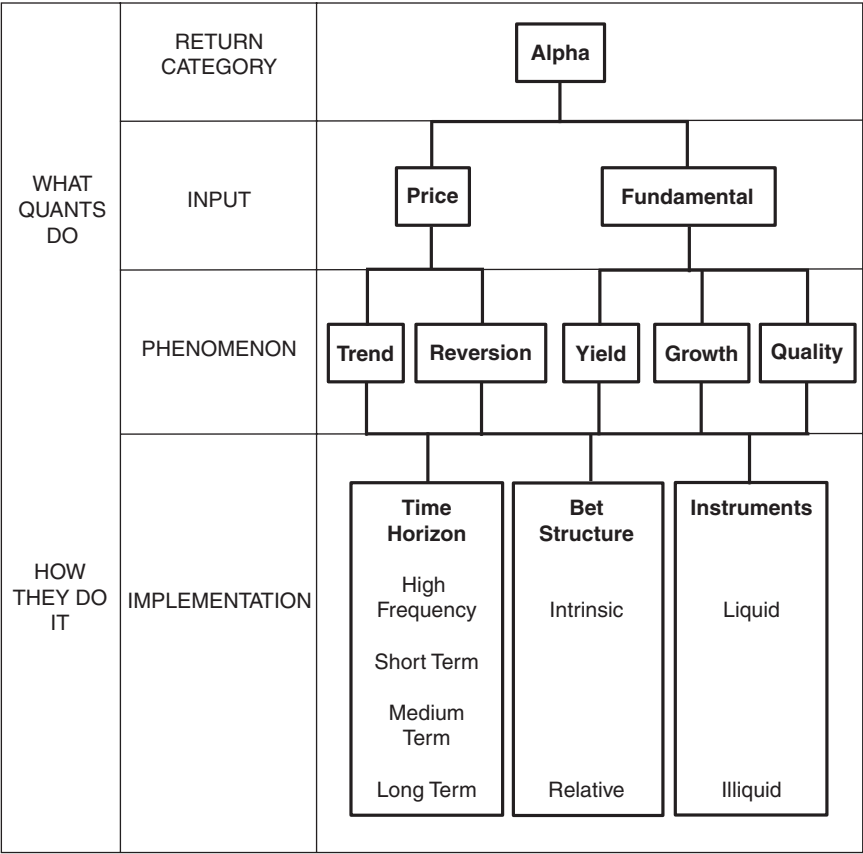 WHAT
QUANTS
DO
RETURN
CATEGORY
Alpha
INPUT
Price
Fundamental
PHENOMENON
Trend
Reversion
Yield
Growth
Quality
HOW
THEY DO
IT
IMPLEMENTATION
Time
Horizon
High
Frequency
Short Term
Medium
Term
Long Term
Bet
Structure
Intrinsic
Relative
Instruments
Liquid
Illiquid